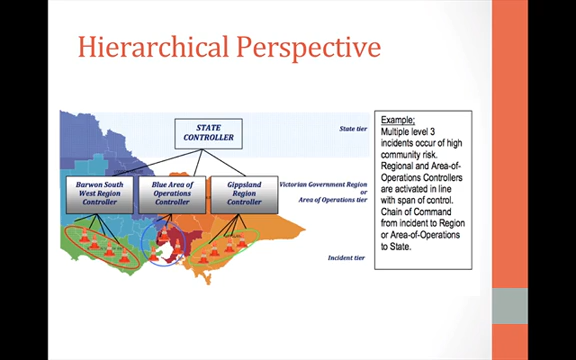 Hierarchical Perspective
STATE
CONTROLLER
State tier
Barwon South
West Region
Controller
Blue Area of
Operations
Controller
Gippsland
Region
Controller
Victorian Government Region
or
Area of Operations tier
Incident tier
Example;
Multiple level 3
incidents occur of high
community risk.
Regional and Area-of-
Operations Controllers
are activated in line
with span of control.
Chain of Command
from incident to Region
or Area-of-Operations
to State.